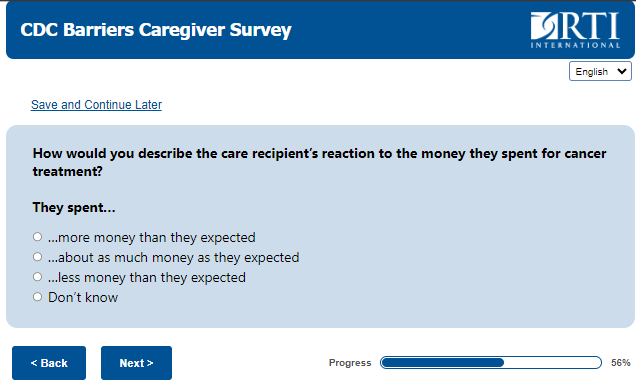 CDC Barriers Caregiver Survey
RTI
INTERNATIONAL
English
Save and Continue Later
How would you describe the care recipient’s reaction to the money they spent for cancer
treatment?
They spent...
...more money than they expected
...about as much money as they expected
...less money than they expected
Don’t know
< Back
Next >
Progress
56%